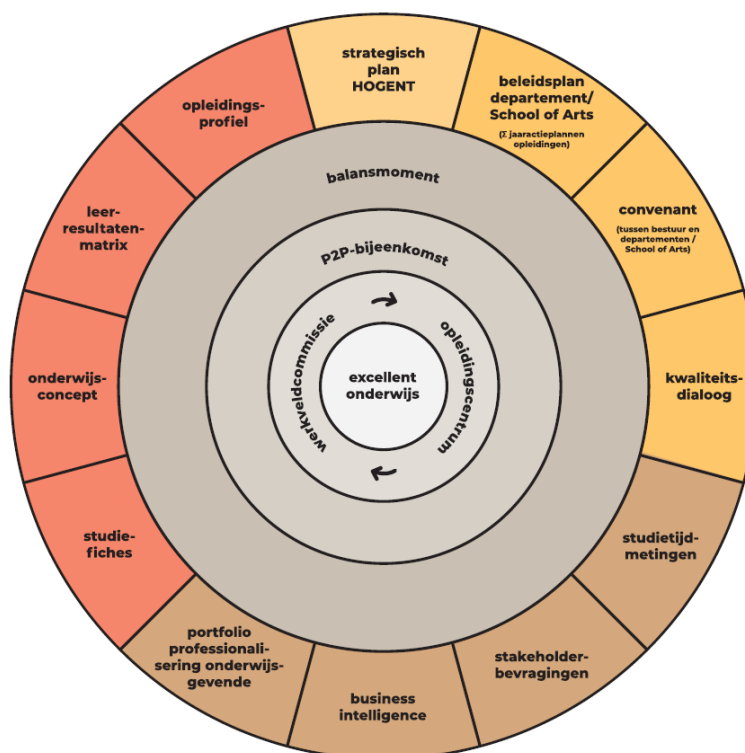 strategisch
plan
HOGENT
beleidsplan
departement/
School of Arts
(Σ jaaractieplannen
opleidingen)
convenant
(tussen bestuur en
departementen /
School of Arts)
kwaliteits-
dialoog
studietijd-
metingen
stakeholder-
bevragingen
business
intelligence
portfolio
professionali-
sering onderwijs-
gevende
studie-
fiches
onderwijs-
concept
leer-
resultaten-
matrix
opleidings-
profiel
balansmoment
P2P-bijeenkomst
werkveldcommissie
opleidingscentrum
excellent
onderwijs